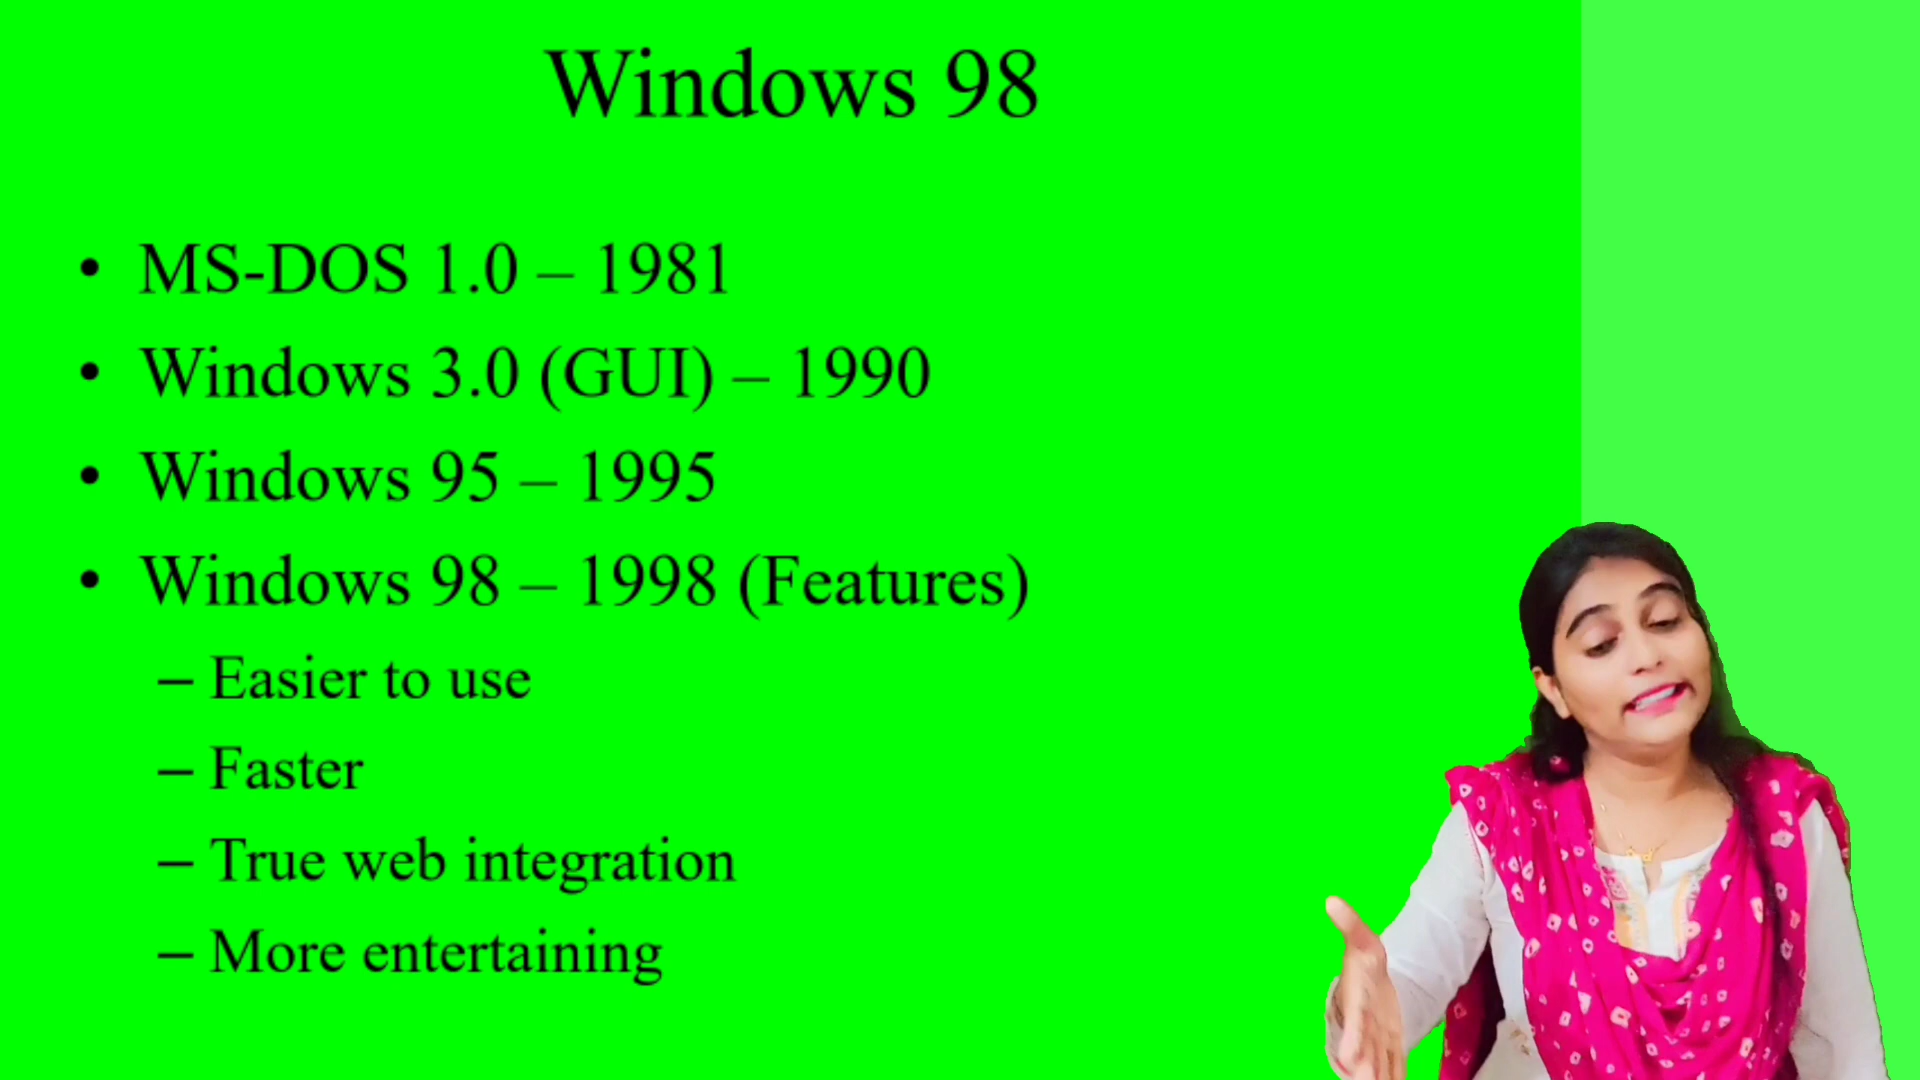 Windows 98
• MS-DOS 1.0 – 1981
• Windows 3.0 (GUI) – 1990
• Windows 95 – 1995
• Windows 98 – 1998 (Features)
– Easier to use
– Faster
– True web integration
– More entertaining